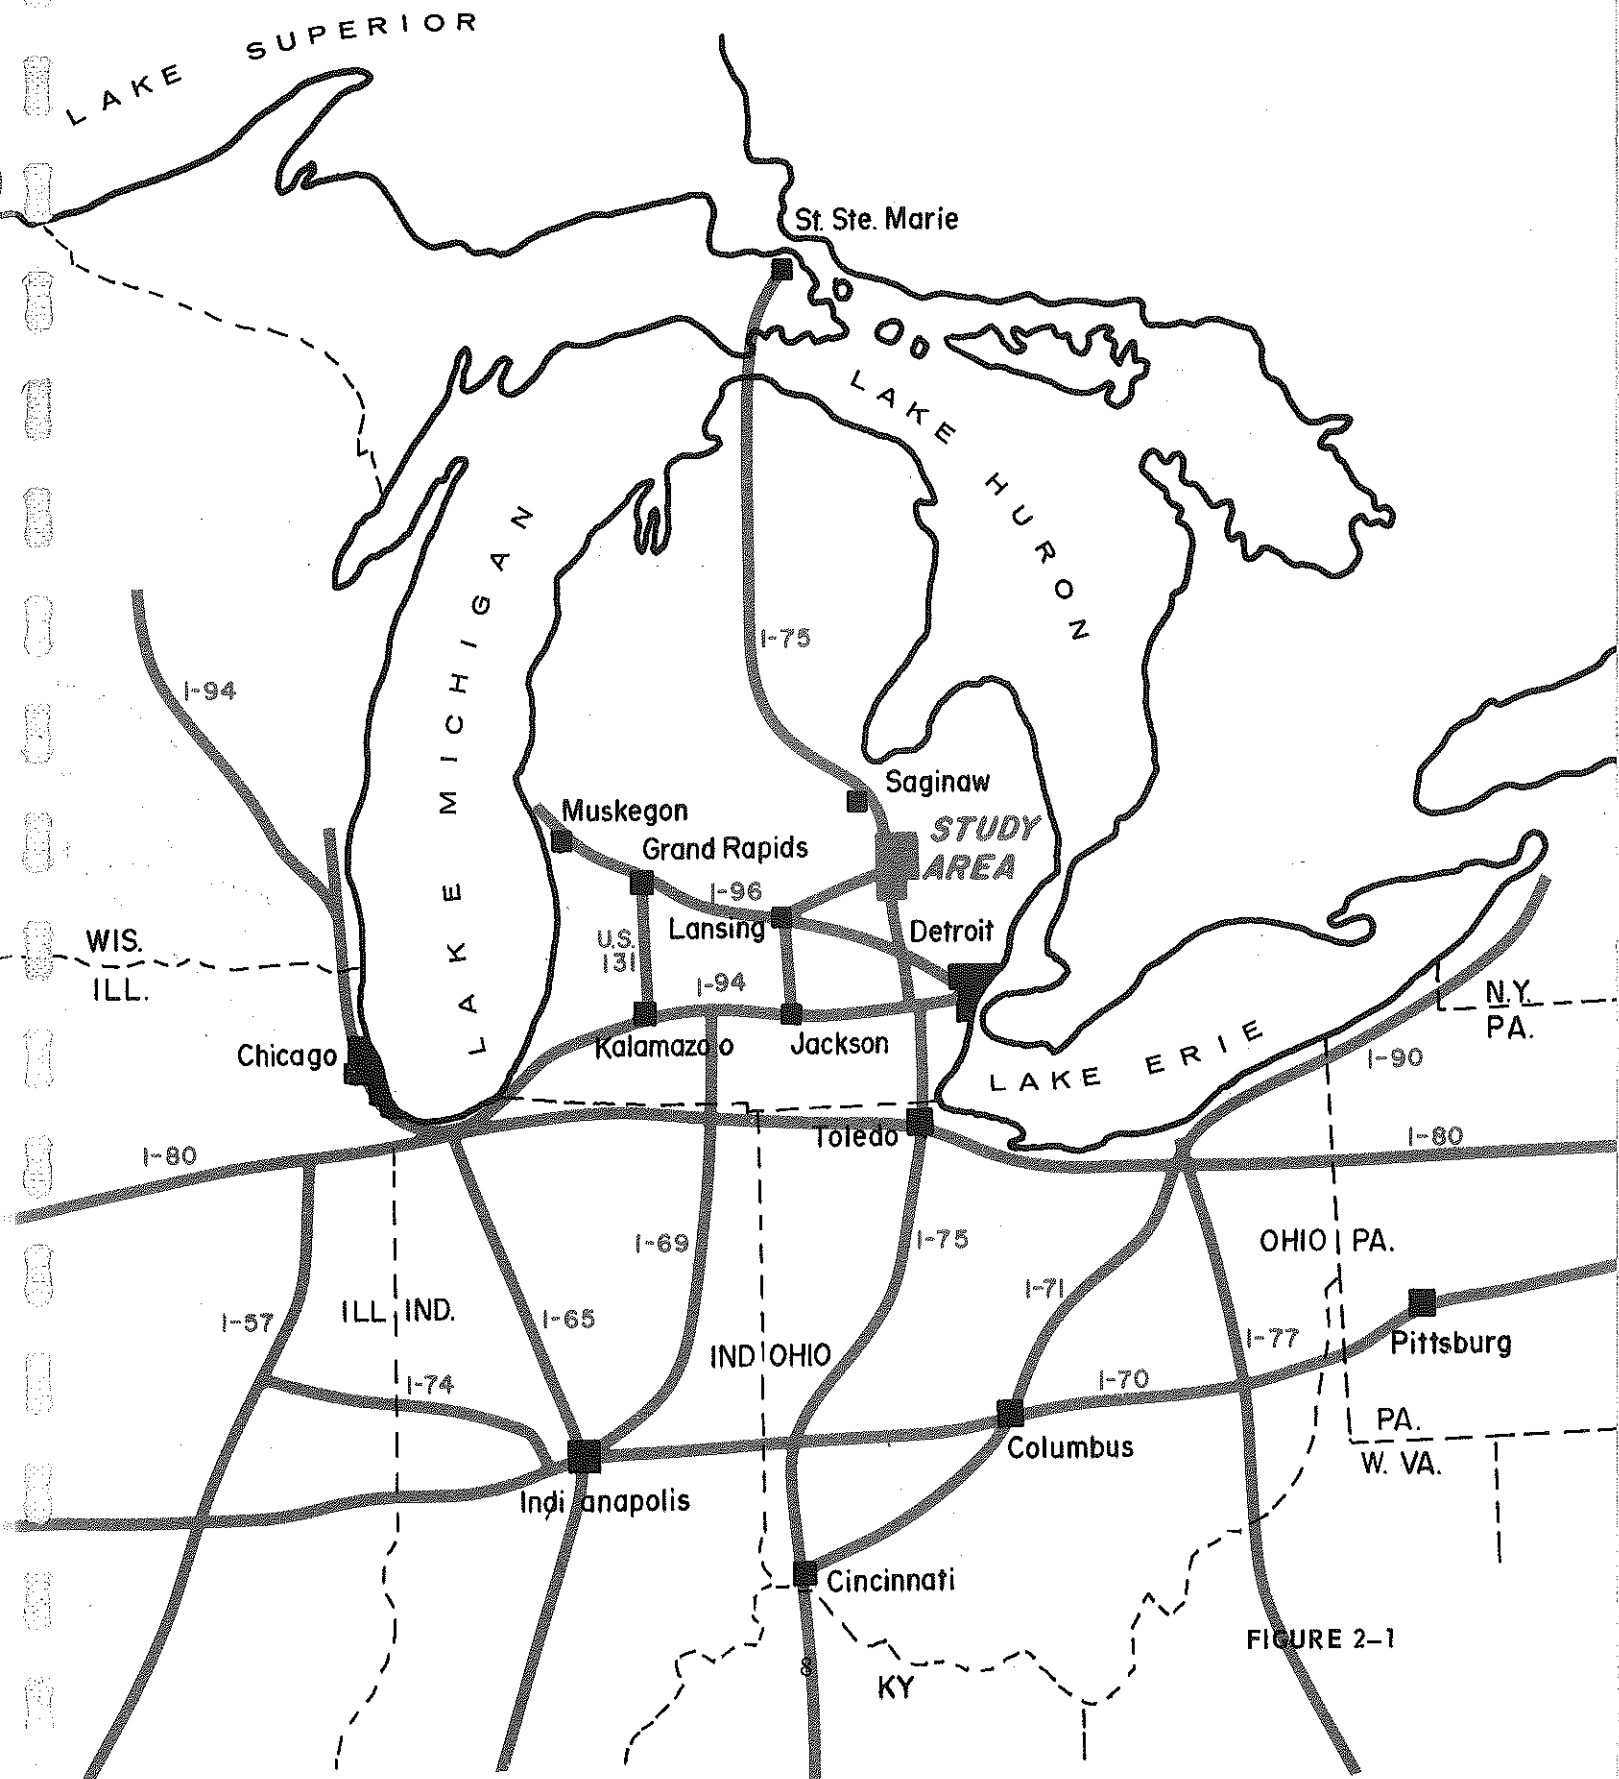 LAKE SUPERIOR
St. Ste. Marie
LAKE HURON
LAKE MICHIGAN
I-75
I-94
Saginaw
Muskegon
STUDY
AREA
Grand Rapids
I-96
Lansing
Detroit
U.S.
131
WIS.
ILL.
I-94
N.Y.
PA.
Chicago
Kalamazo o
Jackson
LAKE ERIE
I-90
Toledo
I-80
I-80
I-69
I-75
OHIO PA.
I-71
ILL IND.
I-57
I-65
I-77
Pittsburg
IND OHIO
I-74
I-70
PA.
W. VA.
Columbus
Indi anapolis
Cincinnati
FIGURE 2-1
8
KY